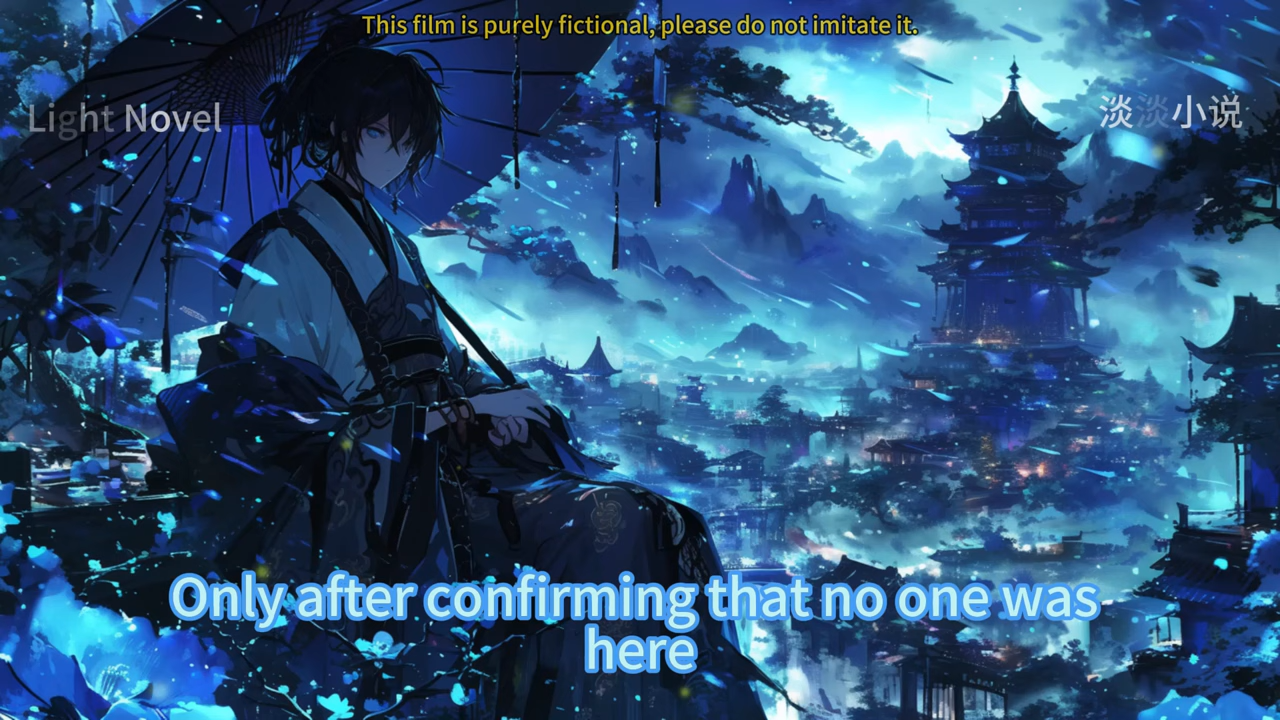 This film is purely fictional, please do not imitate it.
Light Novel
淡淡小说
Only after confirming that no one was
here